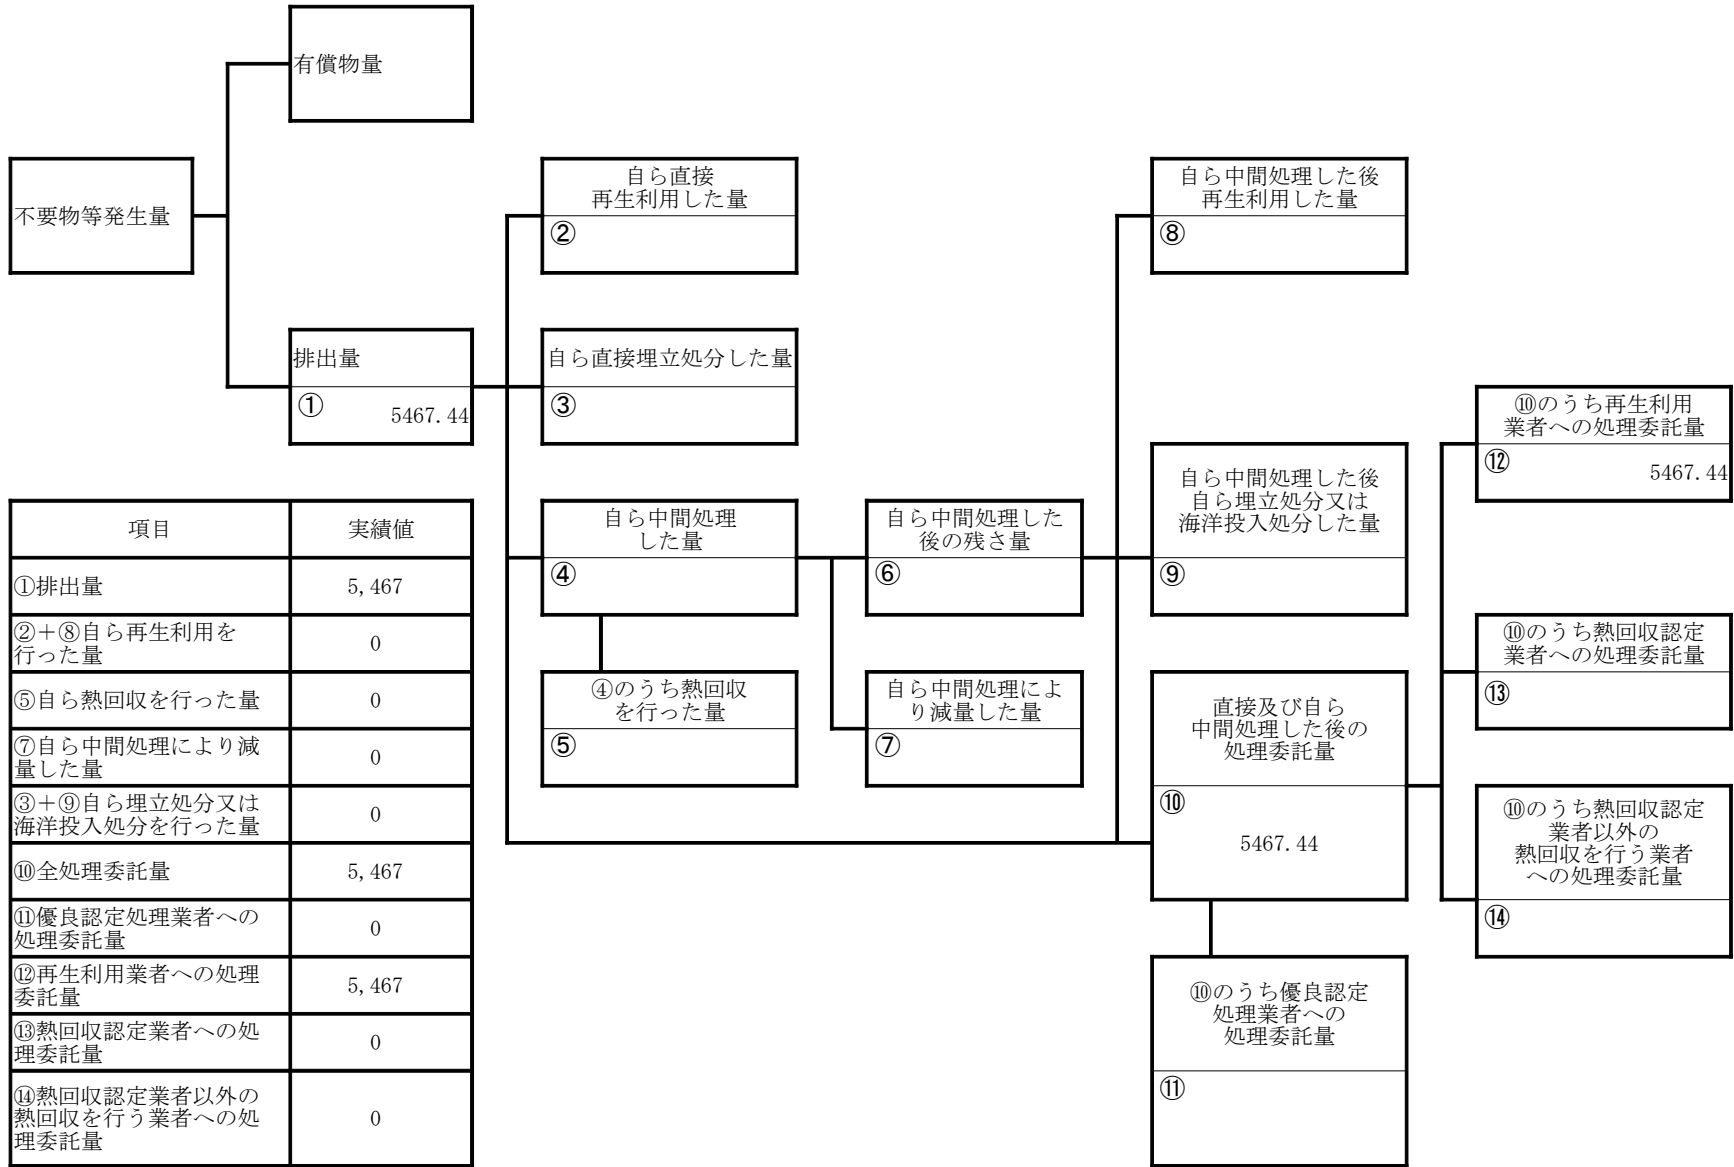 有償物量
不要物等発生量
排出量
①
5467.44
自ら直接
再生利用した量
②
自ら直接埋立処分した量
③
自ら中間処理
した量
④
④のうち熱回収
を行った量
⑤
自ら中間処理した
後の残さ量
⑥
自ら中間処理によ
り減量した量
⑦
自ら中間処理した後
再生利用した量
⑧
自ら中間処理した後
自ら埋立処分又は
海洋投入処分した量
⑨
直接及び自ら
中間処理した後の
処理委託量
⑩
5467.44
⑩のうち優良認定
処理業者への
処理委託量
⑪
⑩のうち再生利用
業者への処理委託量
⑫
5467.44
⑩のうち熱回収認定
業者への処理委託量
⑬
⑩のうち熱回収認定
業者以外の
熱回収を行う業者
への処理委託量
⑭
項目 実績値
①排出量 5,467
②+⑧自ら再生利用を
行った量 0
⑤自ら熱回収を行った量 0
⑦自ら中間処理により減
量した量 0
③+⑨自ら埋立処分又は
海洋投入処分を行った量 0
⑩全処理委託量 5,467
⑪優良認定処理業者への
処理委託量 0
⑫再生利用業者への処理
委託量 5,467
⑬熱回収認定業者への処
理委託量 0
⑭熱回収認定業者以外の
熱回収を行う業者への処
理委託量 0